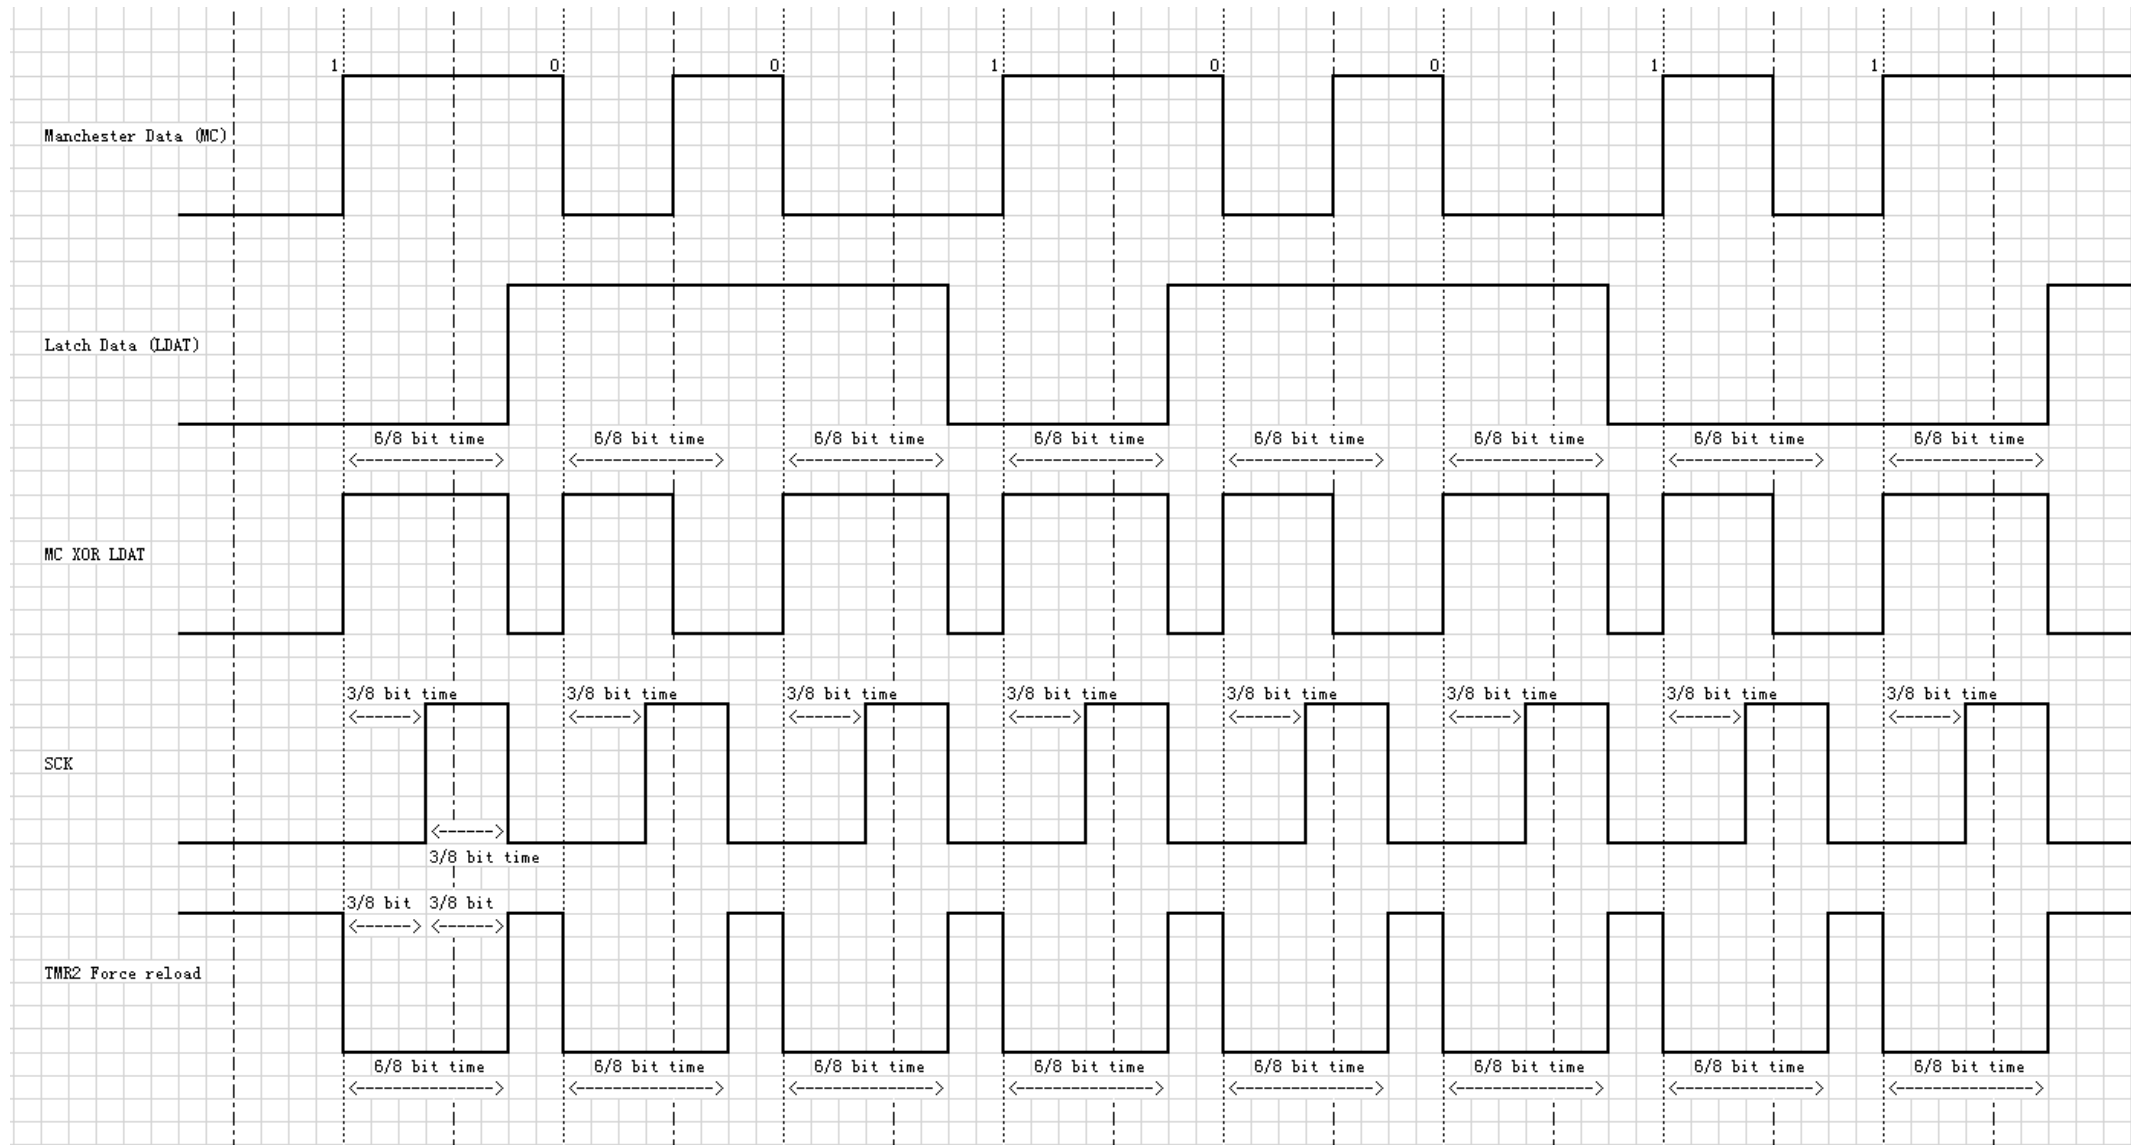 1 0 0 1 0 0 1 1
Manchester Data (MC)
Latch Data (LDAT)
6/8 bit time 6/8 bit time 6/8 bit time 6/8 bit time 6/8 bit time 6/8 bit time 6/8 bit time 6/8 bit time
MC XOR LDAT
3/8 bit time 3/8 bit time 3/8 bit time 3/8 bit time 3/8 bit time 3/8 bit time 3/8 bit time 3/8 bit time
SCK
3/8 bit time
3/8 bit 3/8 bit
TMR2 Force reload
6/8 bit time 6/8 bit time 6/8 bit time 6/8 bit time 6/8 bit time 6/8 bit time 6/8 bit time 6/8 bit time